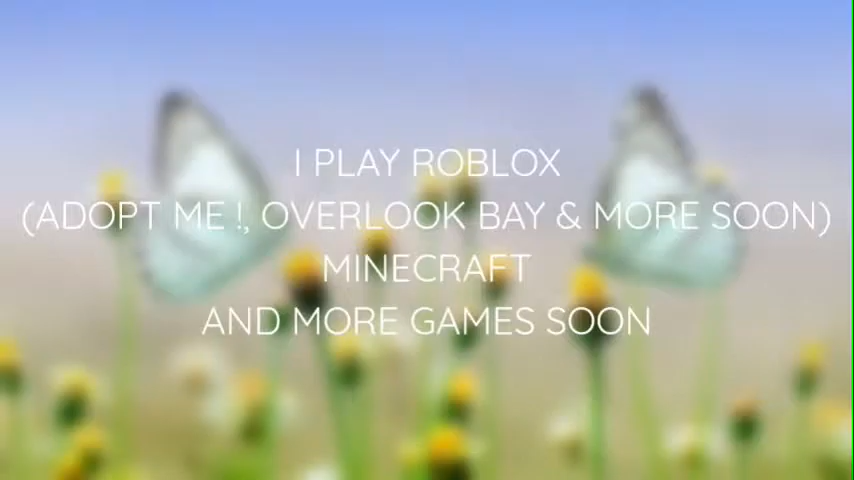 I PLAY ROBLOX
(ADOPT ME !, OVERLOOK BAY & MORE SOON)
MINECRAFT
AND MORE GAMES SOON